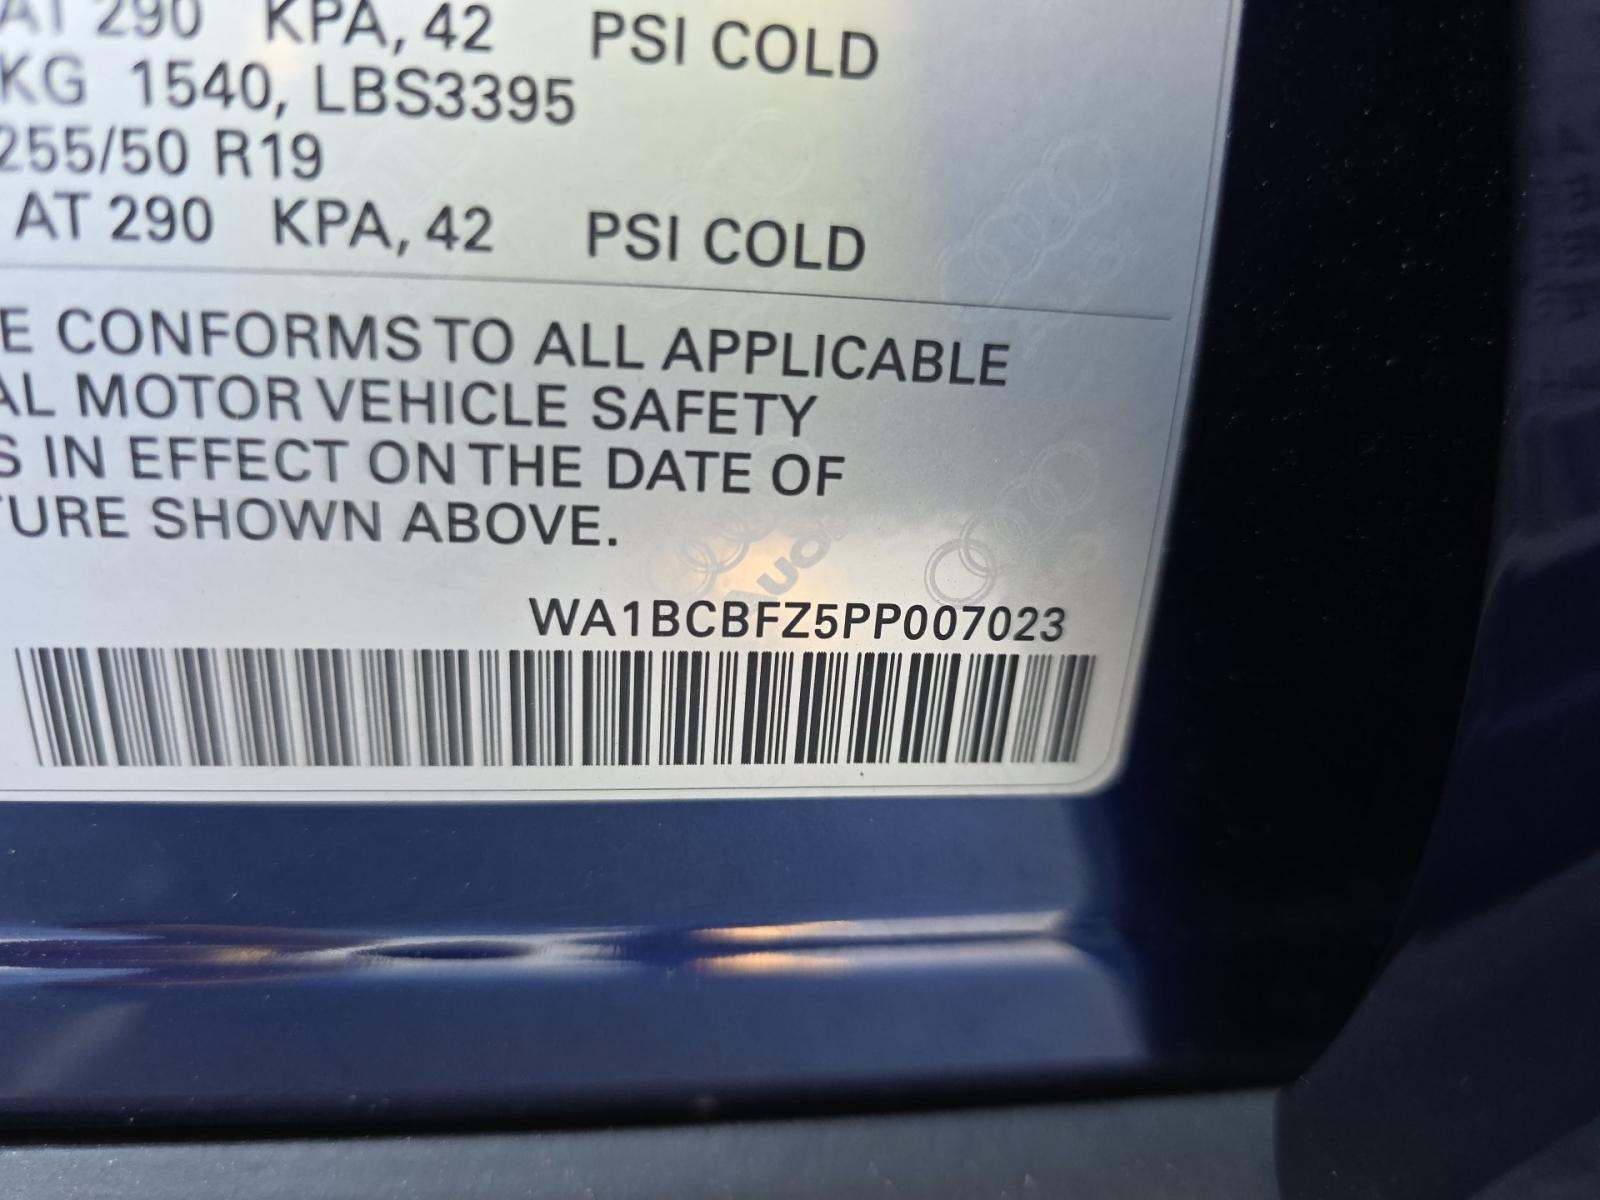 AT 290 KPA, 42 PSI COLD
KG 1540, LBS3395
255/50 R19
AT 290 KPA, 42 PSI COLD
E CONFORMS TO ALL APPLICABLE
AL MOTOR VEHICLE SAFETY
S IN EFFECT ON THE DATE OF
TURE SHOWN ABOVE.
Audi
WA1BCBFZ5PP007023